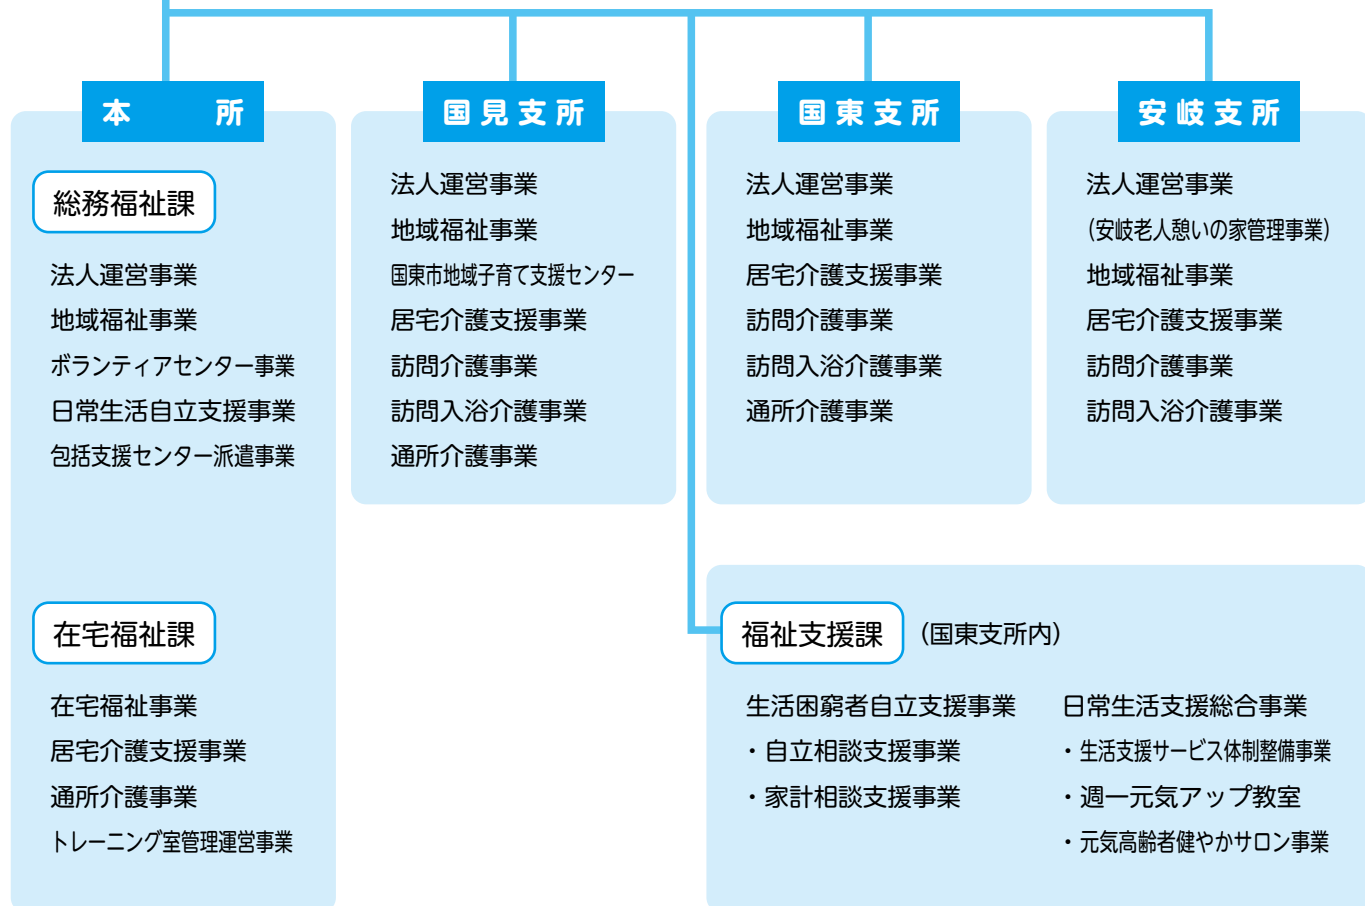 本　　所
総務福祉課
法人運営事業
地域福祉事業
ボランティアセンター事業
日常生活自立支援事業
包括支援センター派遣事業
在宅福祉課
在宅福祉事業
居宅介護支援事業
通所介護事業
トレーニング室管理運営事業
国見支所
法人運営事業
地域福祉事業
国東市地域子育て支援センター
居宅介護支援事業
訪問介護事業
訪問入浴介護事業
通所介護事業
国東支所
法人運営事業
地域福祉事業
居宅介護支援事業
訪問介護事業
訪問入浴介護事業
通所介護事業
安岐支所
法人運営事業
（安岐老人憩いの家管理事業）
地域福祉事業
居宅介護支援事業
訪問介護事業
訪問入浴介護事業
福祉支援課（国東支所内）
生活困窮者自立支援事業
・自立相談支援事業
・家計相談支援事業
日常生活支援総合事業
・生活支援サービス体制整備事業
・週一元気アップ教室
・元気高齢者健やかサロン事業